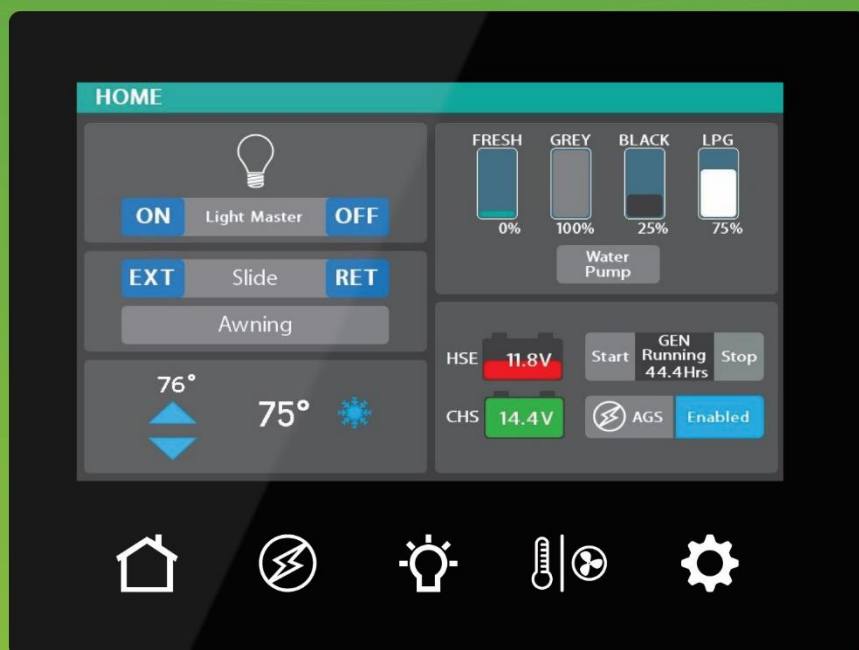 HOME
ON Light Master OFF
EXT Slide RET
Awning
76°
75°
FRESH GREY BLACK LPG
0% 100% 25% 75%
Water
Pump
HSE 11.8V
Start GEN Running 44.4Hrs Stop
CHS 14.4V
AGS Enabled